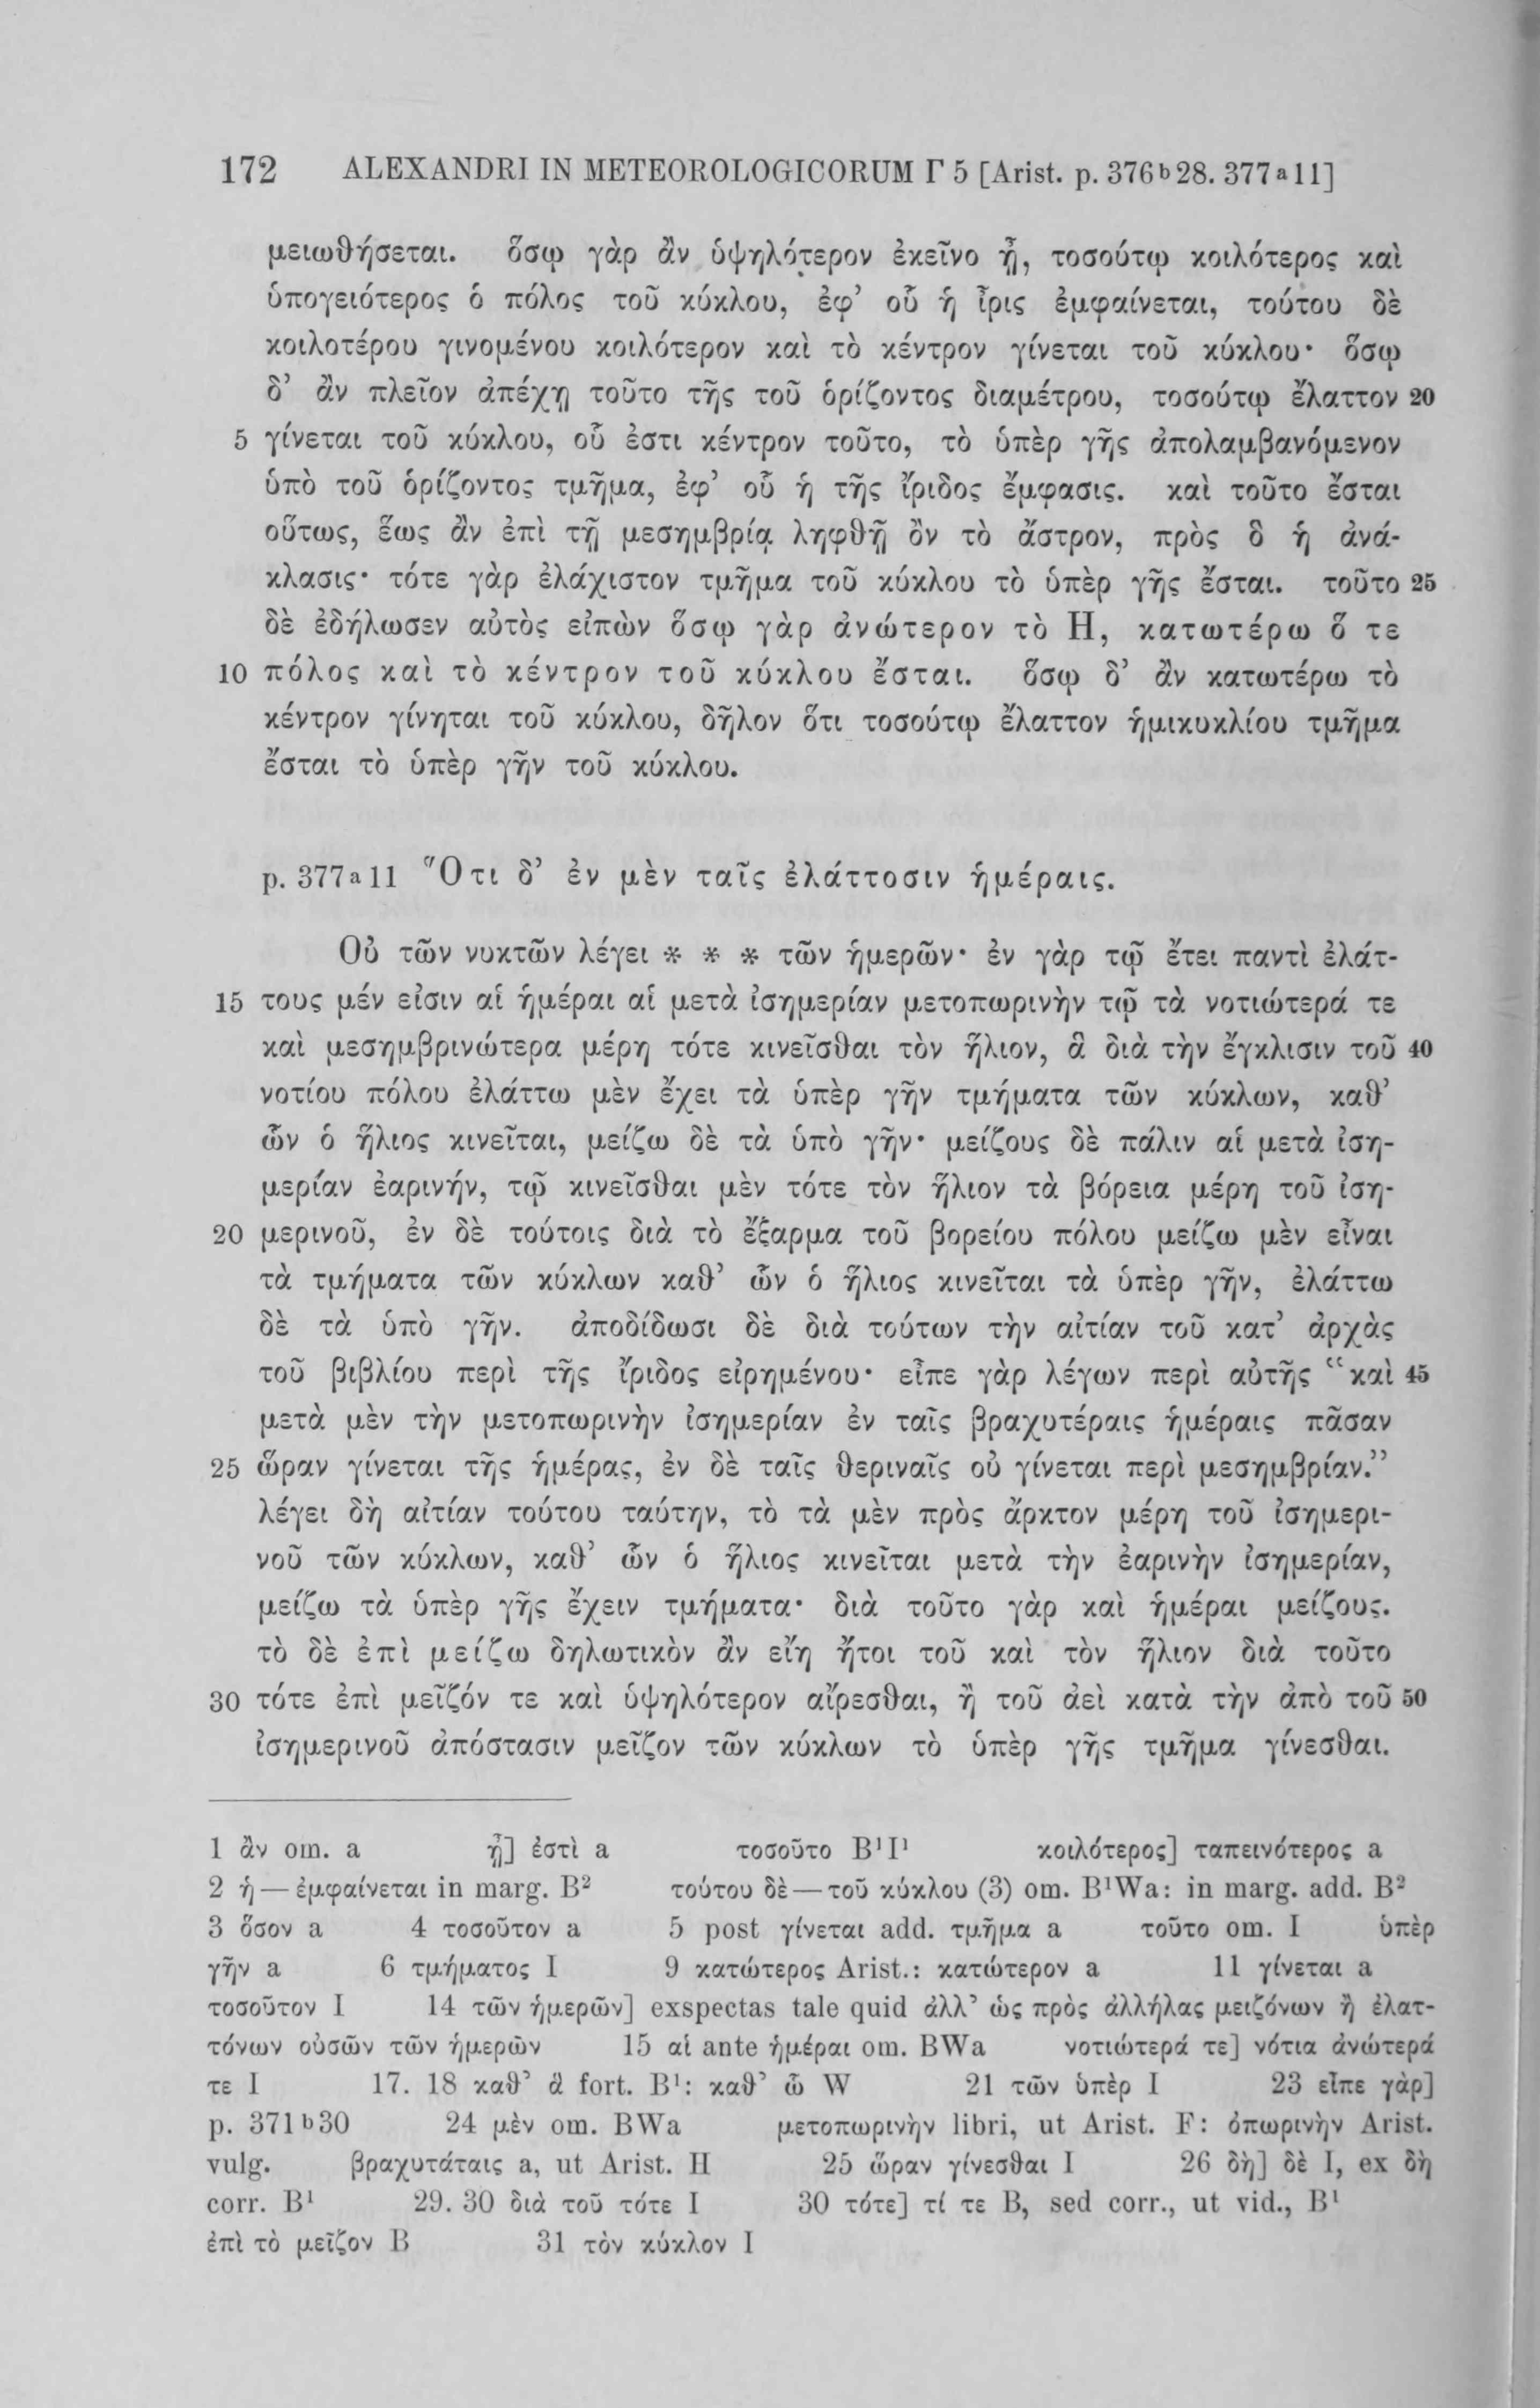 172 ALEXANDRI IN METEOROLOGICORUM Γ 5 [Arist. p. 376b28. 377a11]
μειωθήσεται. ὅσῳ γὰρ ἂν ὑψηλότερον ἐκεῖνο ᾖ, τοσούτῳ κοιλότερος καὶ
ὑπογειότερος ὁ πόλος τοῦ κύκλου, ἐφ’ οὗ ἡ ἶρις ἐμφαίνεται, τούτου δὲ
κοιλοτέρου γινομένου κοιλότερον καὶ τὸ κέντρον γίνεται τοῦ κύκλου· ὅσῳ
δ’ ἂν πλεῖον ἀπέχῃ τοῦτο τῆς τοῦ ὁρίζοντος διαμέτρου, τοσούτῳ ἔλαττον 20
5 γίνεται τοῦ κύκλου, οὗ ἐστι κέντρον τοῦτο, τὸ ὑπὲρ γῆς ἀπολαμβανόμενον
ὑπὸ τοῦ ὁρίζοντος τμῆμα, ἐφ’ οὗ ἡ τῆς ἴριδος ἔμφασις. καὶ τοῦτο ἔσται
οὕτως, ἕως ἂν ἐπὶ τῇ μεσημβρίᾳ ληφθῇ ὂν τὸ ἄστρον, πρὸς ὃ ἡ ἀνά-
κλασις· τότε γὰρ ἐλάχιστον τμῆμα τοῦ κύκλου τὸ ὑπὲρ γῆς ἔσται. τοῦτο 25
δὲ ἐδήλωσεν αὐτὸς εἰπὼν ὅσῳ γὰρ ἀνώτερον τὸ Η, κατωτέρω ὅ τε
10 πόλος καὶ τὸ κέντρον τοῦ κύκλου ἔσται. ὅσῳ δ’ ἂν κατωτέρω τὸ
κέντρον γίνηται τοῦ κύκλου, δῆλον ὅτι τοσούτῳ ἔλαττον ἡμικυκλίου τμῆμα
ἔσται τὸ ὑπὲρ γῆν τοῦ κύκλου.
p. 377a11 Ὅτι δ’ ἐν μὲν ταῖς ἐλάττοσιν ἡμέραις.
Οὐ τῶν νυκτῶν λέγει * * * τῶν ἡμερῶν· ἐν γὰρ τῷ ἔτει παντὶ ἐλάτ-
15 τους μέν εἰσιν αἱ ἡμέραι αἱ μετὰ ἰσημερίαν μετοπωρινὴν τῷ τὰ νοτιώτερά τε
καὶ μεσημβρινώτερα μέρη τότε κινεῖσθαι τὸν ἥλιον, ἃ διὰ τὴν ἔγκλισιν τοῦ 40
νοτίου πόλου ἐλάττω μὲν ἔχει τὰ ὑπὲρ γῆν τμήματα τῶν κύκλων, καθ’
ὧν ὁ ἥλιος κινεῖται, μείζω δὲ τὰ ὑπὸ γῆν· μείζους δὲ πάλιν αἱ μετὰ ἰση-
μερίαν ἐαρινήν, τῷ κινεῖσθαι μὲν τότε τὸν ἥλιον τὰ βόρεια μέρη τοῦ ἰση-
20 μερινοῦ, ἐν δὲ τούτοις διὰ τὸ ἔξαρμα τοῦ βορείου πόλου μείζω μὲν εἶναι
τὰ τμήματα τῶν κύκλων καθ’ ὧν ὁ ἥλιος κινεῖται τὰ ὑπὲρ γῆν, ἐλάττω
δὲ τὰ ὑπὸ γῆν. ἀποδίδωσι δὲ διὰ τούτων τὴν αἰτίαν τοῦ κατ’ ἀρχὰς
τοῦ βιβλίου περὶ τῆς ἴριδος εἰρημένου· εἶπε γὰρ λέγων περὶ αὐτῆς “καὶ 45
μετὰ μὲν τὴν μετοπωρινὴν ἰσημερίαν ἐν ταῖς βραχυτέραις ἡμέραις πᾶσαν
25 ὥραν γίνεται τῆς ἡμέρας, ἐν δὲ ταῖς θεριναῖς οὐ γίνεται περὶ μεσημβρίαν.”
λέγει δὴ αἰτίαν τούτου ταύτην, τὸ τὰ μὲν πρὸς ἄρκτον μέρη τοῦ ἰσημερι-
νοῦ τῶν κύκλων, καθ’ ὧν ὁ ἥλιος κινεῖται μετὰ τὴν ἐαρινὴν ἰσημερίαν,
μείζω τὰ ὑπὲρ γῆς ἔχειν τμήματα· διὰ τοῦτο γὰρ καὶ ἡμέραι μείζους.
τὸ δὲ ἐπὶ μείζω δηλωτικὸν ἂν εἴη ἤτοι τοῦ καὶ τὸν ἥλιον διὰ τοῦτο
30 τότε ἐπὶ μεῖζόν τε καὶ ὑψηλότερον αἴρεσθαι, ἢ τοῦ ἀεὶ κατὰ τὴν ἀπὸ τοῦ 50
ἰσημερινοῦ ἀπόστασιν μεῖζον τῶν κύκλων τὸ ὑπὲρ γῆς τμῆμα γίνεσθαι.
1 ἂν om. a ᾖ] ἐστὶ a τοσοῦτο B¹I¹ κοιλότερος] ταπεινότερος a
2 ἡ — ἐμφαίνεται in marg. B² τούτου δὲ — τοῦ κύκλου (3) om. B¹Wa: in marg. add. B²
3 ὅσον a 4 τοσοῦτον a 5 post γίνεται add. τμῆμα a τοῦτο om. I ὑπὲρ
γῆν a 6 τμήματος I 9 κατώτερος Arist.: κατώτερον a 11 γίνεται a
τοσοῦτον I 14 τῶν ἡμερῶν] exspectas tale quid ἀλλ’ ὡς πρὸς ἀλλήλας μειζόνων ἢ ἐλατ-
τόνων οὐσῶν τῶν ἡμερῶν 15 αἱ ante ἡμέραι om. BWa νοτιώτερά τε] νότια ἀνώτερά
τε I 17. 18 καθ’ ἃ fort. B¹: καθ’ ὦ W 21 τῶν ὑπὲρ I 23 εἶπε γὰρ]
p. 371b30 24 μὲν om. BWa μετοπωρινὴν libri, ut Arist. F: ὀπωρινὴν Arist.
vulg. βραχυτάταις a, ut Arist. H 25 ὥραν γίνεσθαι I 26 δὴ] δὲ I, ex δὴ
corr. B¹ 29. 30 διὰ τοῦ τότε I 30 τότε] τί τε B, sed corr., ut vid., B¹
ἐπὶ τὸ μεῖζον B 31 τὸν κύκλον I